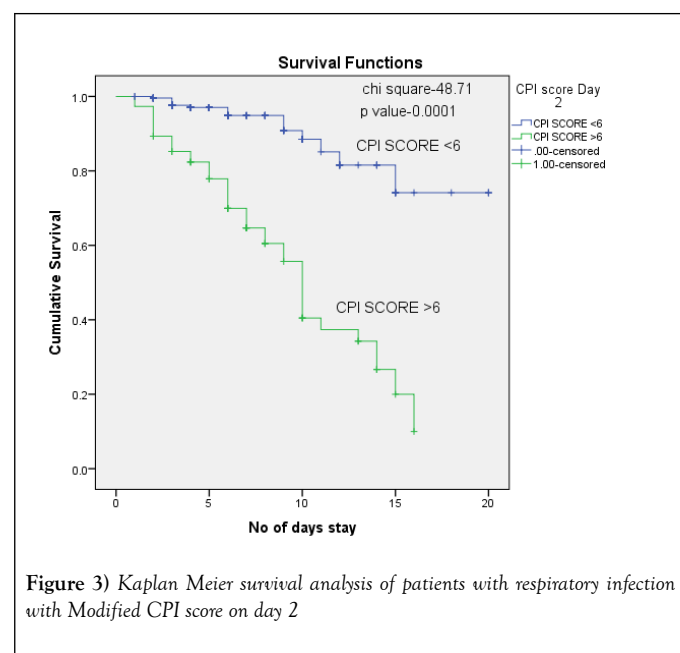 Survival Functions
chi square-48.71
p value-0.0001
CPI SCORE <6
CPI SCORE >6
CPI score Day
2
CPI SCORE <6
CPI SCORE >6
.00-censored
1.00-censored
Cumulative Survival
1.0
0.8
0.6
0.4
0.2
0.0
0 5 10 15 20
No of days stay
Figure 3) Kaplan Meier survival analysis of patients with respiratory infection
with Modified CPI score on day 2